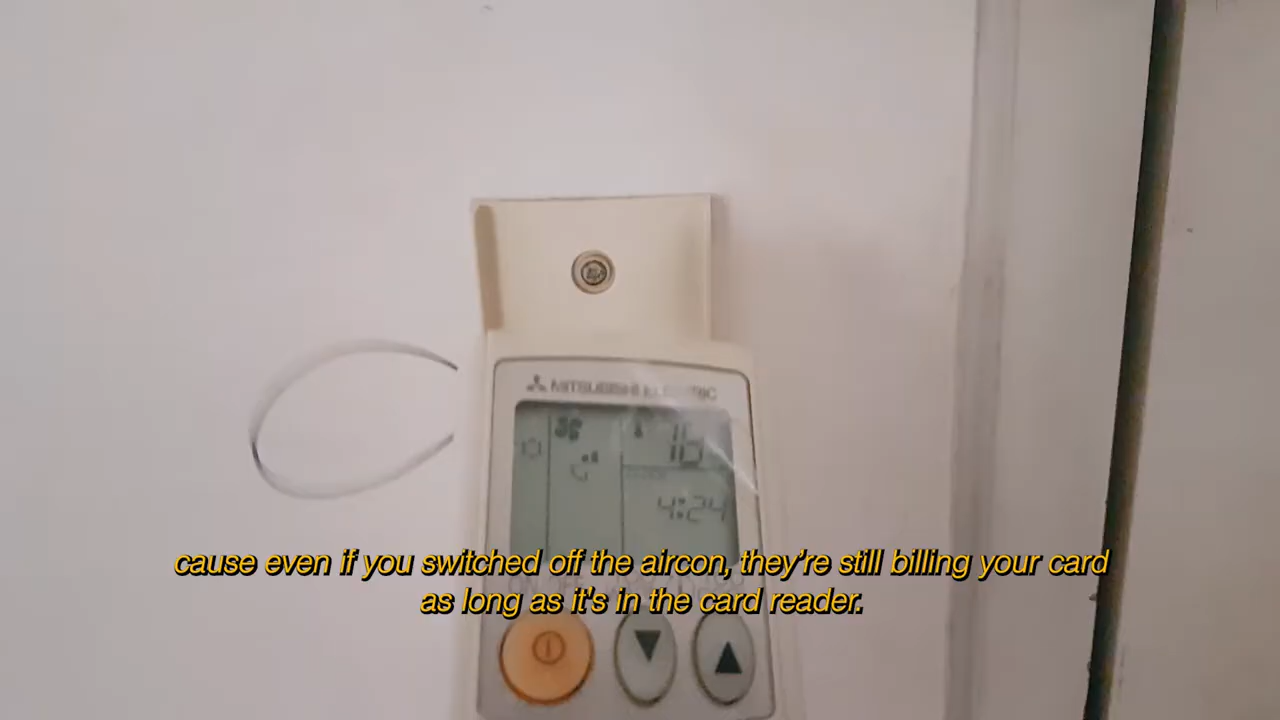 MITSUBISHI ELECTRIC
16
4:24
cause even if you switched off the aircon, they're still billing your card
as long as it's in the card reader.